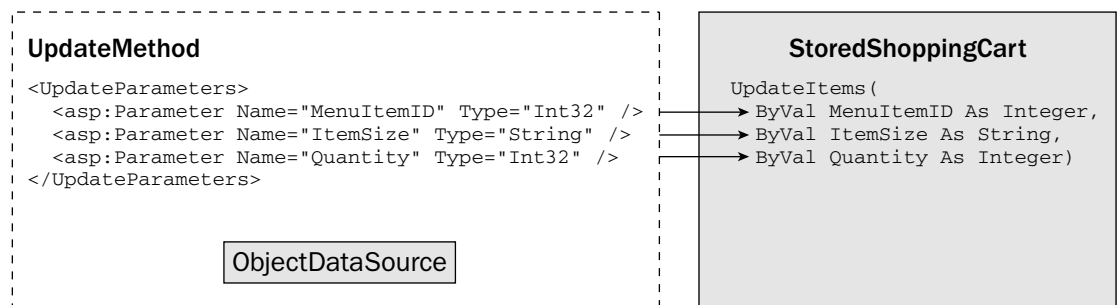 UpdateMethod
<UpdateParameters>
<asp:Parameter Name="MenuItemID" Type="Int32" />
<asp:Parameter Name="ItemSize" Type="String" />
<asp:Parameter Name="Quantity" Type="Int32" />
</UpdateParameters>
ObjectDataSource
StoredShoppingCart
UpdateItems(
ByVal MenuItemID As Integer,
ByVal ItemSize As String,
ByVal Quantity As Integer)